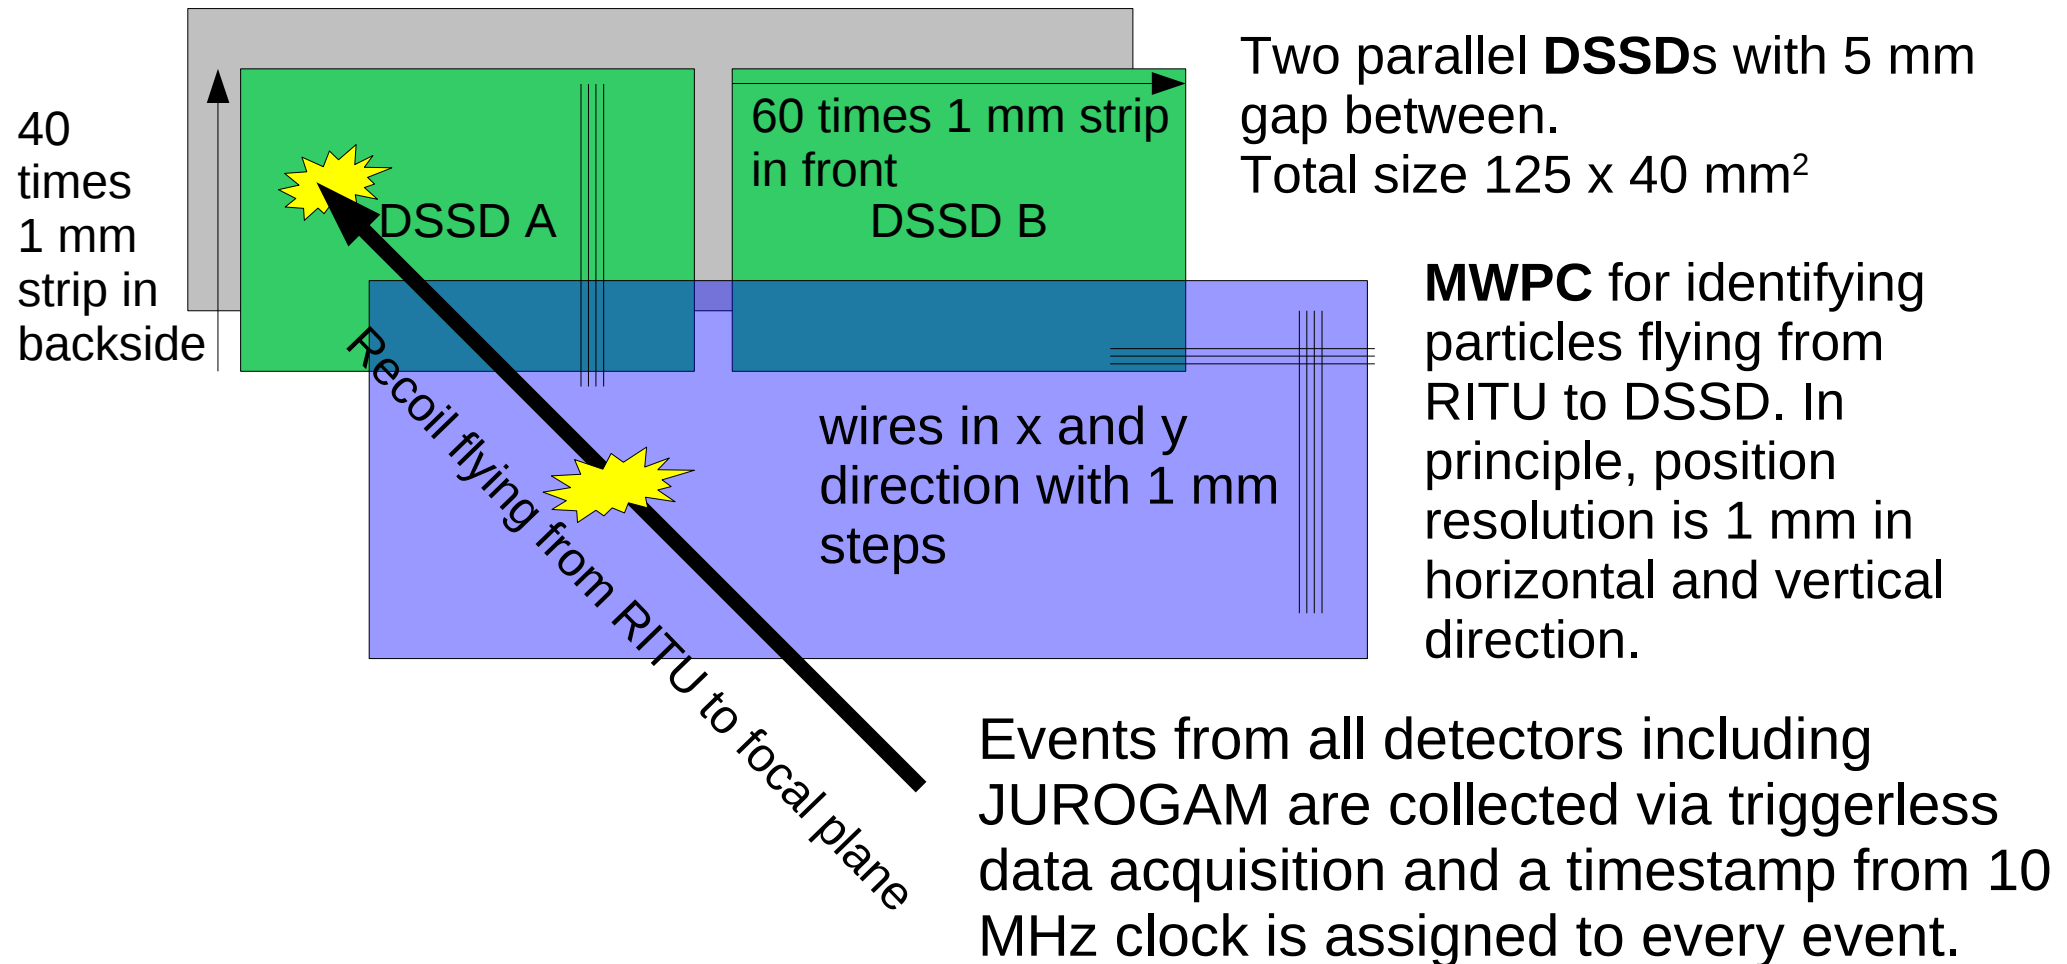 40
times
1 mm
strip in
backside
60 times 1 mm strip
in front
DSSD A
DSSD B
Two parallel DSSDs with 5 mm
gap between.
Total size 125 x 40 mm²
MWPC for identifying
particles flying from
RITU to DSSD. In
principle, position
resolution is 1 mm in
horizontal and vertical
direction.
wires in x and y
direction with 1 mm
steps
Recoil flying from RITU to focal plane
Events from all detectors including
JUROGAM are collected via triggerless
data acquisition and a timestamp from 10
MHz clock is assigned to every event.